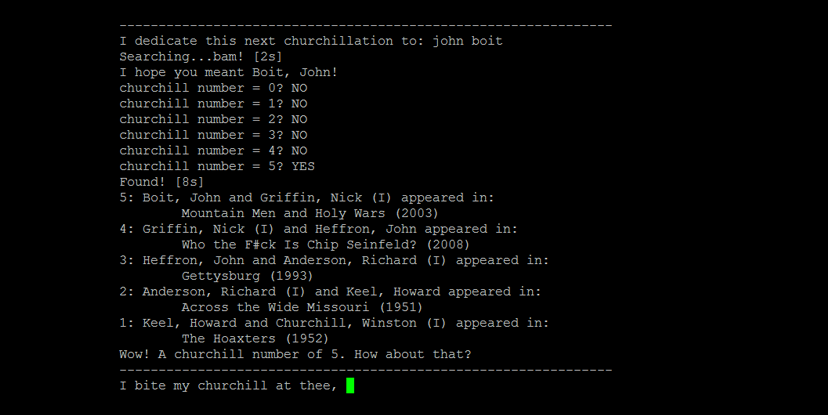 ---------------------------------------------------------------
I dedicate this next churchillation to: john boit
Searching...bam! [2s]
I hope you meant Boit, John!
churchill number = 0? NO
churchill number = 1? NO
churchill number = 2? NO
churchill number = 3? NO
churchill number = 4? NO
churchill number = 5? YES
Found! [8s]
5: Boit, John and Griffin, Nick (I) appeared in:
        Mountain Men and Holy Wars (2003)
4: Griffin, Nick (I) and Heffron, John appeared in:
        Who the F#ck Is Chip Seinfeld? (2008)
3: Heffron, John and Anderson, Richard (I) appeared in:
        Gettysburg (1993)
2: Anderson, Richard (I) and Keel, Howard appeared in:
        Across the Wide Missouri (1951)
1: Keel, Howard and Churchill, Winston (I) appeared in:
        The Hoaxters (1952)
Wow! A churchill number of 5. How about that?
---------------------------------------------------------------
I bite my churchill at thee,